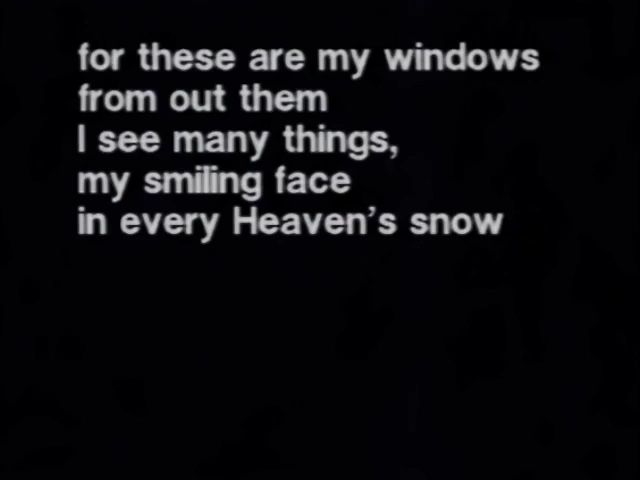 for these are my windows
from out them
I see many things,
my smiling face
in every Heaven's snow